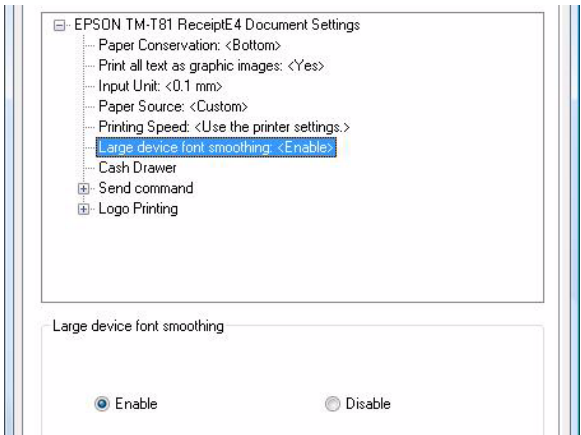 EPSON TM-T81 ReceiptE4 Document Settings
Paper Conservation: <Bottom>
Print all text as graphic images: <Yes>
Input Unit: <0.1 mm>
Paper Source: <Custom>
Printing Speed: <Use the printer settings.>
Large device font smoothing: <Enable>
Cash Drawer
Send command
Logo Printing
Large device font smoothing
Enable Disable